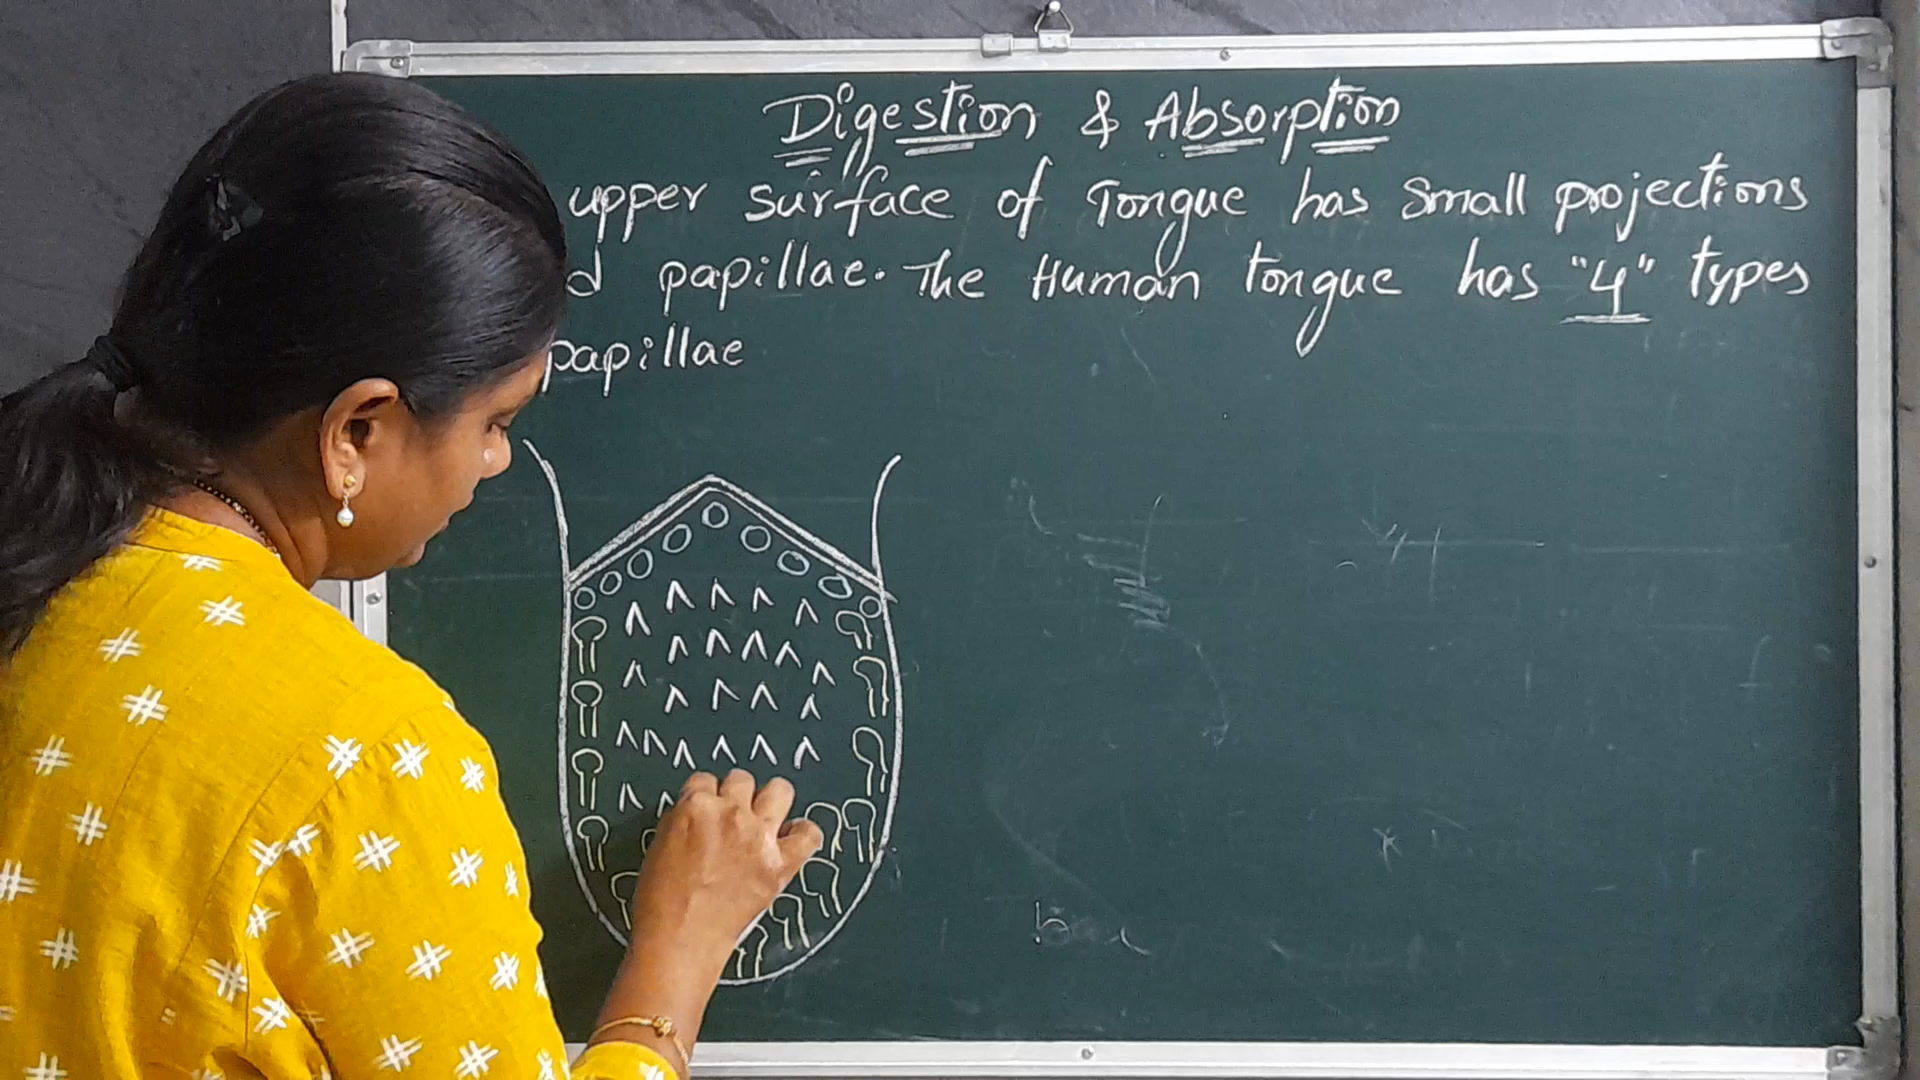 Digestion & Absorption
upper surface of Tongue has small projections
d papillae. The Human tongue has "4" types
papillae